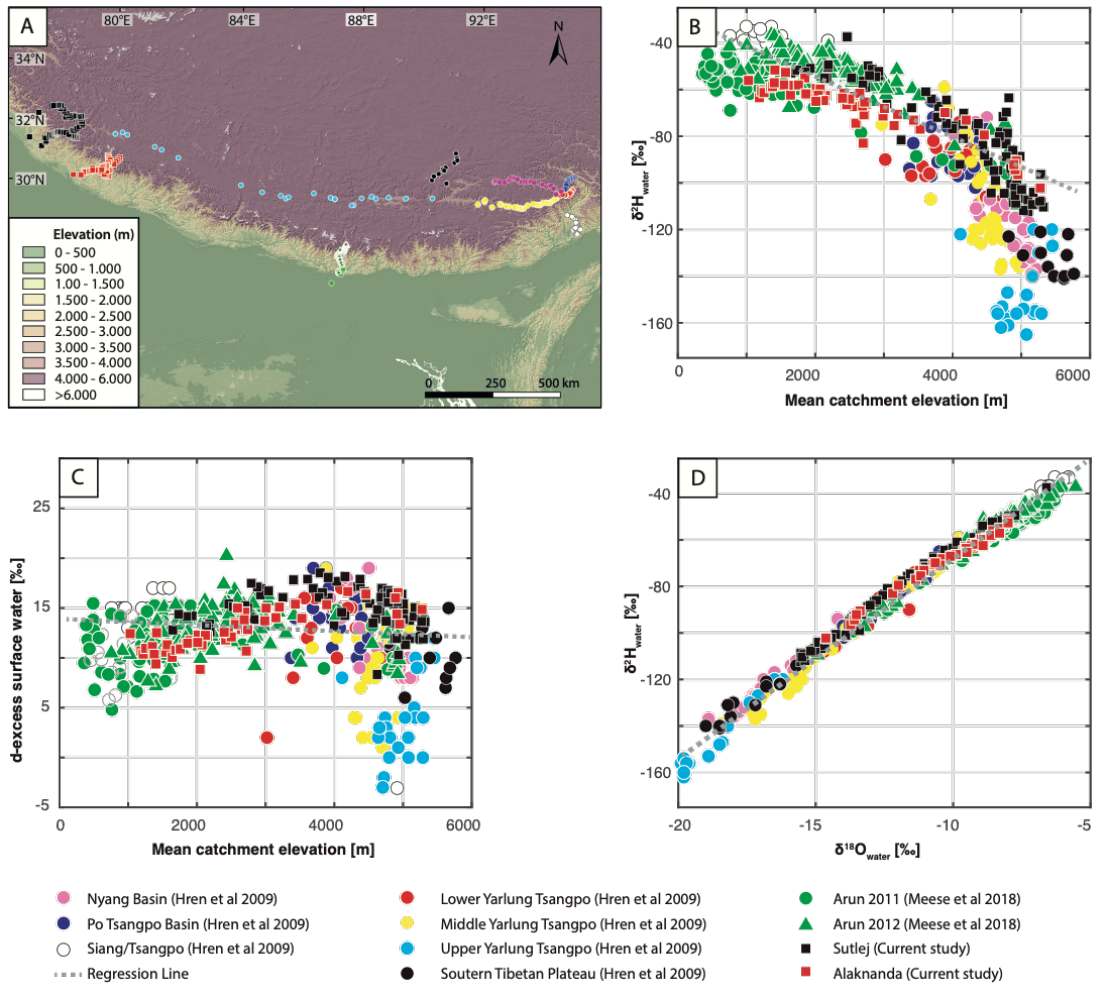 A
80°E
84°E
88°E
92°E
N
34°N
32°N
30°N
Elevation (m)
0 - 500
500 - 1.000
1.00 - 1.500
1.500 - 2.000
2.000 - 2.500
2.500 - 3.000
3.000 - 3.500
3.500 - 4.000
4.000 - 6.000
>6.000
0 250 500 km
B
-40
-80
-120
-160
δ²Hwater [‰]
0 2000 4000 6000
Mean catchment elevation [m]
C
25
15
5
-5
d-excess surface water [‰]
0 2000 4000 6000
Mean catchment elevation [m]
D
-40
-80
-120
-160
δ²Hwater [‰]
-20 -15 -10 -5
δ¹⁸Owater [‰]
Nyang Basin (Hren et al 2009)
Po Tsangpo Basin (Hren et al 2009)
Siang/Tsangpo (Hren et al 2009)
Regression Line
Lower Yarlung Tsangpo (Hren et al 2009)
Middle Yarlung Tsangpo (Hren et al 2009)
Upper Yarlung Tsangpo (Hren et al 2009)
Soutern Tibetan Plateau (Hren et al 2009)
Arun 2011 (Meese et al 2018)
Arun 2012 (Meese et al 2018)
Sutlej (Current study)
Alaknanda (Current study)